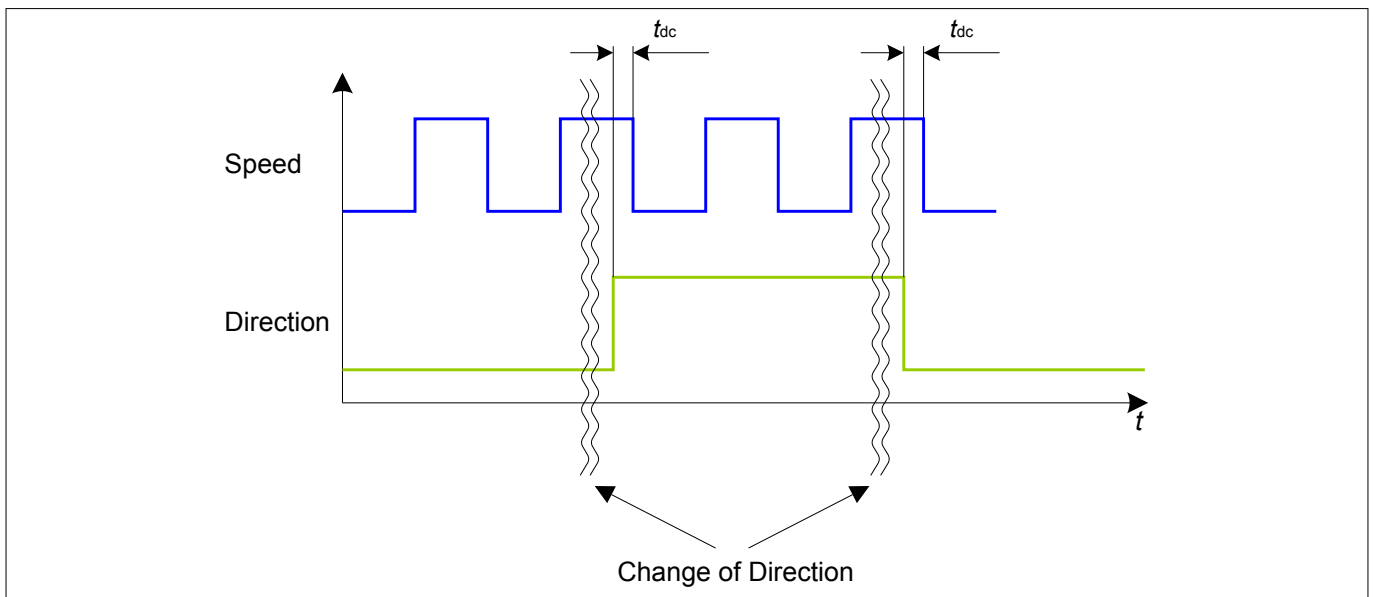 tdc
tdc
Speed
Direction
t
Change of Direction